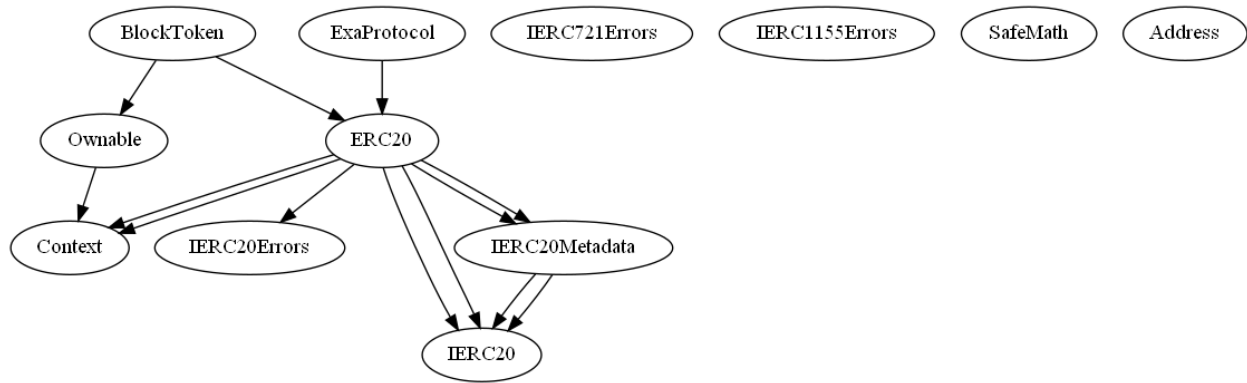 BlockToken
ExaProtocol
IERC721Errors
IERC1155Errors
SafeMath
Address
Ownable
ERC20
Context
IERC20Errors
IERC20Metadata
IERC20